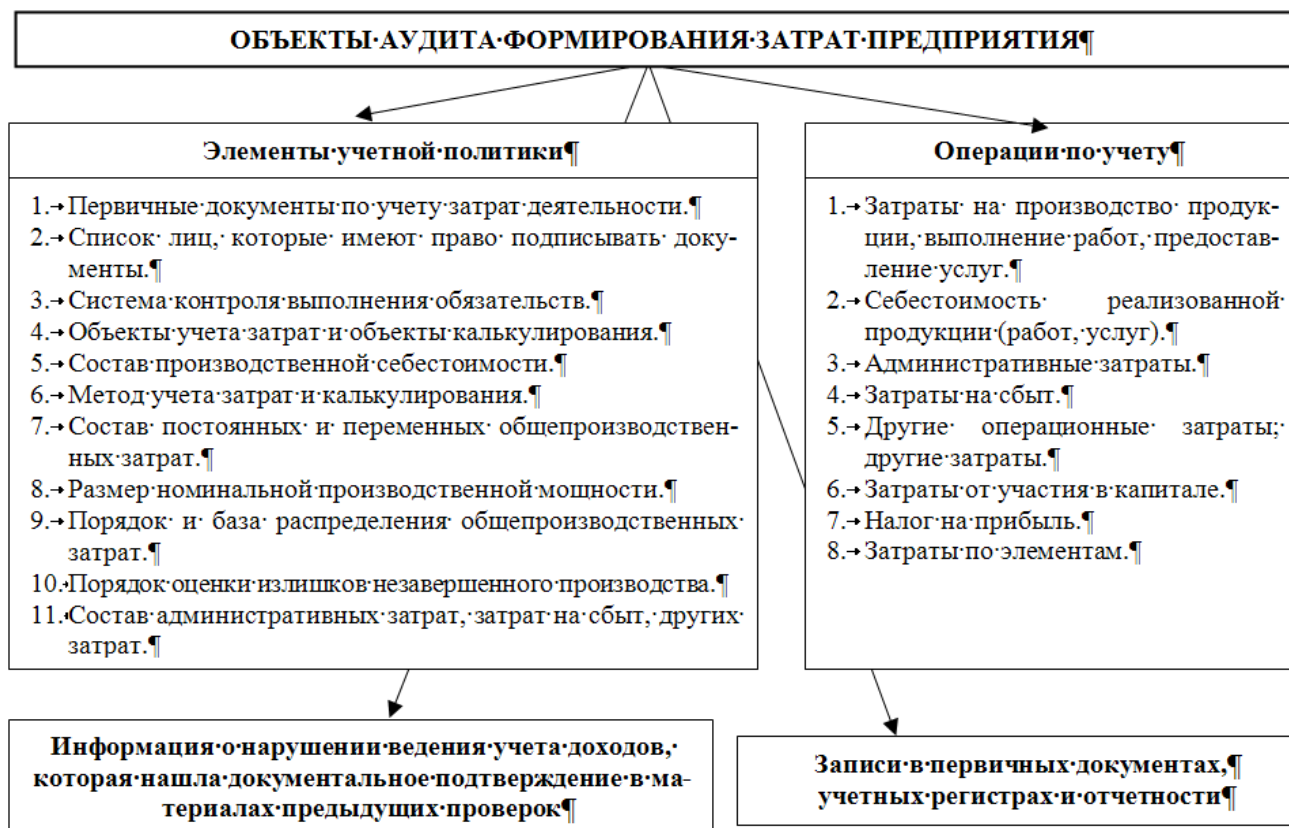 ОБЪЕКТЫ·АУДИТА·ФОРМИРОВАНИЯ·ЗАТРАТ·ПРЕДПРИЯТИЯ¶
Элементы·учетной·политики¶
1.→Первичные·документы·по·учету·затрат·деятельности.¶
2.→Список· лиц,· которые· имеют· право· подписывать· доку-
менты.¶
3.→Система·контроля·выполнения·обязательств.¶
4.→Объекты·учета·затрат·и·объекты·калькулирования.¶
5.→Состав·производственной·себестоимости.¶
6.→Метод·учета·затрат·и·калькулирования.¶
7.→Состав· постоянных· и· переменных· общепроизводствен-
ных·затрат.¶
8.→Размер·номинальной·производственной·мощности.¶
9.→Порядок· и· база· распределения· общепроизводственных·
затрат.¶
10.→Порядок·оценки·излишков·незавершенного·производства.¶
11.→Состав·административных·затрат,·затрат·на·сбыт,·других·
затрат.¶
Операции·по·учету¶
1.→Затраты· на· производство· продук-
ции,·выполнение·работ,·предостав-
ление·услуг.¶
2.→Себестоимость· реализованной·
продукции·(работ,·услуг).¶
3.→Административные·затраты.¶
4.→Затраты·на·сбыт.¶
5.→Другие· операционные· затраты;·
другие·затраты.¶
6.→Затраты·от·участия·в·капитале.¶
7.→Налог·на·прибыль.¶
8.→Затраты·по·элементам.¶
Информация·о·нарушении·ведения·учета·доходов,·
которая·нашла·документальное·подтверждение·в·ма-
териалах·предыдущих·проверок¶
Записи·в·первичных·документах,¶
учетных·регистрах·и·отчетности¶